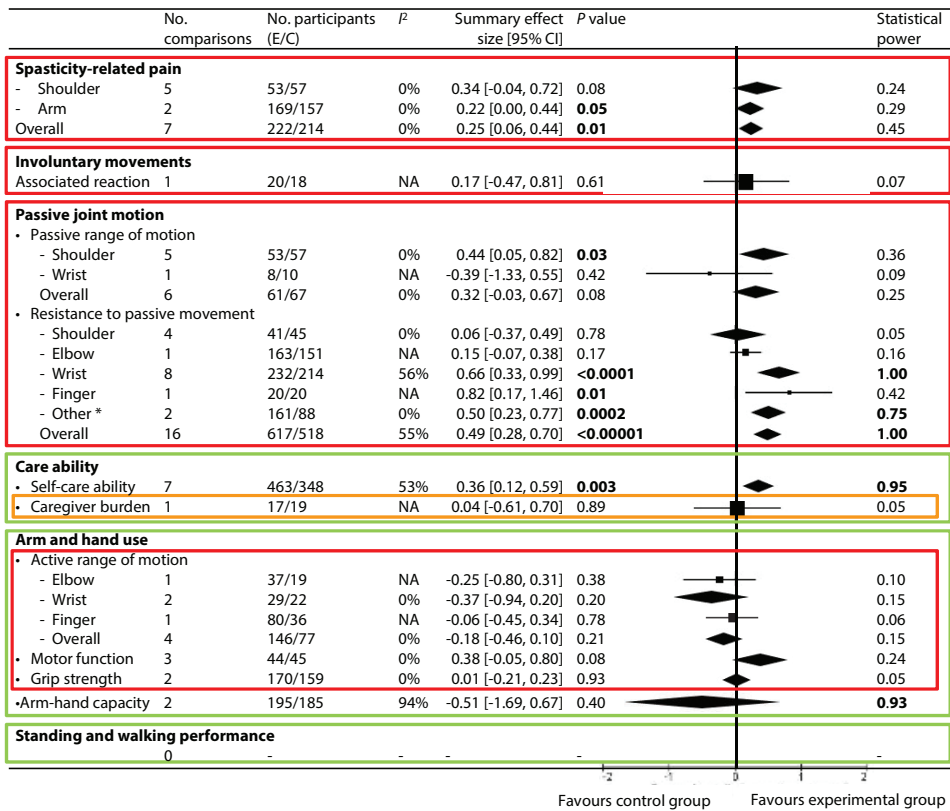 No. No. participants I² Summary effect P value Statistical
comparisons (E/C) size [95% CI] power
Spasticity-related pain
- Shoulder 5 53/57 0% 0.34 [-0.04, 0.72] 0.08 0.24
- Arm 2 169/157 0% 0.22 [0.00, 0.44] 0.05 0.29
Overall 7 222/214 0% 0.25 [0.06, 0.44] 0.01 0.45
Involuntary movements
Associated reaction 1 20/18 NA 0.17 [-0.47, 0.81] 0.61 0.07
Passive joint motion
• Passive range of motion
- Shoulder 5 53/57 0% 0.44 [0.05, 0.82] 0.03 0.36
- Wrist 1 8/10 NA -0.39 [-1.33, 0.55] 0.42 0.09
Overall 6 61/67 0% 0.32 [-0.03, 0.67] 0.08 0.25
• Resistance to passive movement
- Shoulder 4 41/45 0% 0.06 [-0.37, 0.49] 0.78 0.05
- Elbow 1 163/151 NA 0.15 [-0.07, 0.38] 0.17 0.16
- Wrist 8 232/214 56% 0.66 [0.33, 0.99] <0.0001 1.00
- Finger 1 20/20 NA 0.82 [0.17, 1.46] 0.01 0.42
- Other * 2 161/88 0% 0.50 [0.23, 0.77] 0.0002 0.75
Overall 16 617/518 55% 0.49 [0.28, 0.70] <0.00001 1.00
Care ability
• Self-care ability 7 463/348 53% 0.36 [0.12, 0.59] 0.003 0.95
• Caregiver burden 1 17/19 NA 0.04 [-0.61, 0.70] 0.89 0.05
Arm and hand use
• Active range of motion
- Elbow 1 37/19 NA -0.25 [-0.80, 0.31] 0.38 0.10
- Wrist 2 29/22 0% -0.37 [-0.94, 0.20] 0.20 0.15
- Finger 1 80/36 NA -0.06 [-0.45, 0.34] 0.78 0.06
- Overall 4 146/77 0% -0.18 [-0.46, 0.10] 0.21 0.15
• Motor function 3 44/45 0% 0.38 [-0.05, 0.80] 0.08 0.24
• Grip strength 2 170/159 0% 0.01 [-0.21, 0.23] 0.93 0.05
•Arm-hand capacity 2 195/185 94% -0.51 [-1.69, 0.67] 0.40 0.93
Standing and walking performance
0 - - - - -
-2 -1 0 1 2
Favours control group Favours experimental group